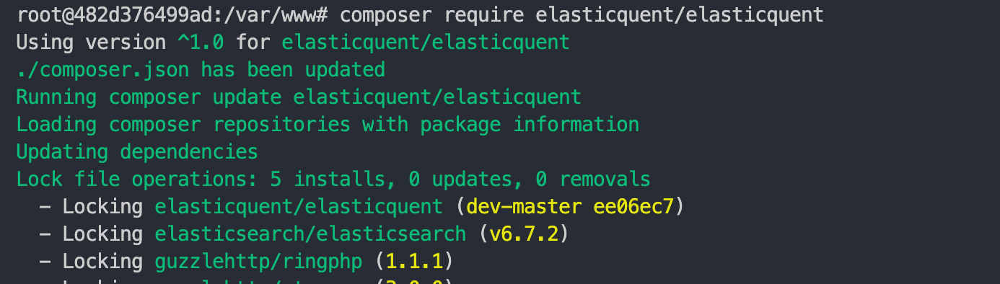 root@482d376499ad:/var/www# composer require elasticquent/elasticquent
Using version ^1.0 for elasticquent/elasticquent
./composer.json has been updated
Running composer update elasticquent/elasticquent
Loading composer repositories with package information
Updating dependencies
Lock file operations: 5 installs, 0 updates, 0 removals
  - Locking elasticquent/elasticquent (dev-master ee06ec7)
  - Locking elasticsearch/elasticsearch (v6.7.2)
  - Locking guzzlehttp/ringphp (1.1.1)